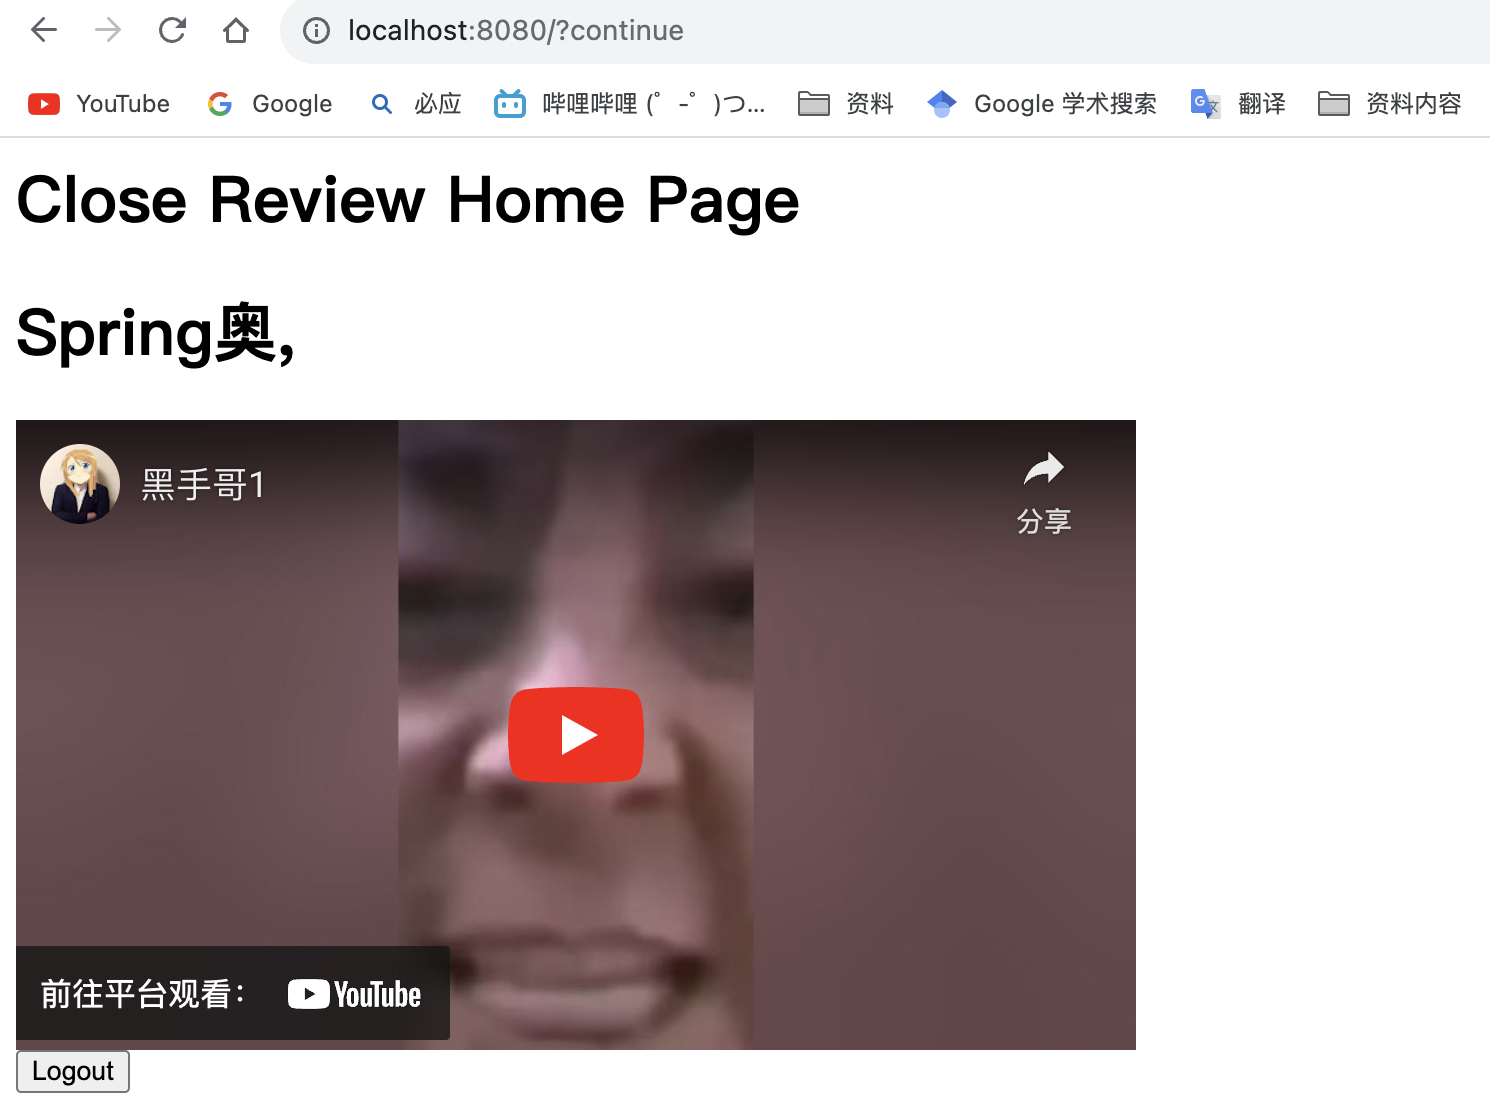 localhost:8080/?continue
YouTube Google 必应 哔哩哔哩 (゜-゜)つ... 资料 Google 学术搜索 翻译 资料内容
Close Review Home Page
Spring奥,
黑手哥1
分享
前往平台观看： YouTube
Logout